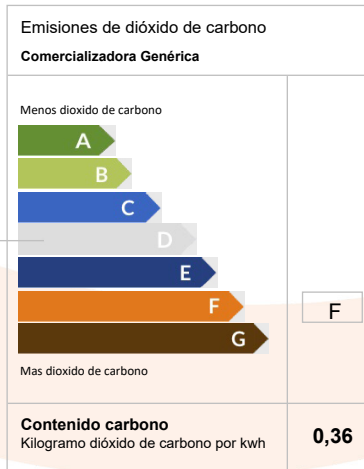 Emisiones de dióxido de carbono
Comercializadora Genérica
Menos dioxido de carbono
A
B
C
D
E
F
F
G
Mas dioxido de carbono
Contenido carbono
Kilogramo dióxido de carbono por kwh
0,36